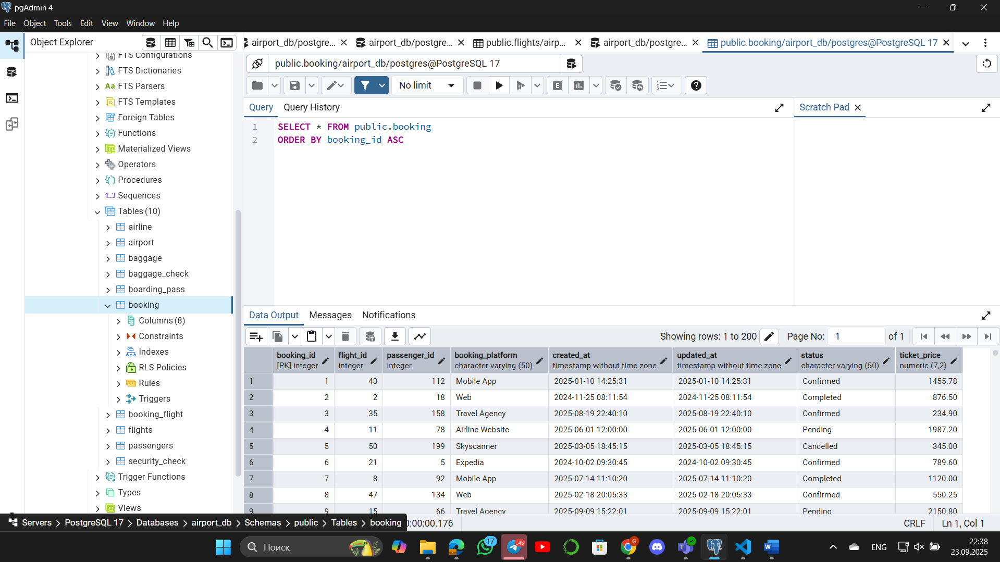 pgAdmin 4
File Object Tools Edit View Window Help
Object Explorer
airport_db/postgre... airport_db/postgre... public.flights/airp... airport_db/postgre... public.booking/airport_db/postgres@PostgreSQL 17
public.booking/airport_db/postgres@PostgreSQL 17
No limit
E
Query Query History
Scratch Pad
1 SELECT * FROM public.booking
2 ORDER BY booking_id ASC
FTS Configurations
FTS Dictionaries
Aa FTS Parsers
FTS Templates
Foreign Tables
Functions
Materialized Views
Operators
Procedures
1..3 Sequences
Tables (10)
airline
airport
baggage
baggage_check
boarding_pass
booking
Columns (8)
Constraints
Indexes
RLS Policies
Rules
Triggers
booking_flight
flights
passengers
security_check
Trigger Functions
Types
Views
Data Output Messages Notifications
Showing rows: 1 to 200 Page No: 1 of 1
booking_id flight_id passenger_id booking_platform created_at updated_at status ticket_price
[PK] integer integer integer character varying (50) timestamp without time zone timestamp without time zone character varying (50) numeric (7,2)
1 1 43 112 Mobile App 2025-01-10 14:25:31 2025-01-10 14:25:31 Confirmed 1455.78
2 2 2 18 Web 2024-11-25 08:11:54 2024-11-25 08:11:54 Completed 876.50
3 3 35 158 Travel Agency 2025-08-19 22:40:10 2025-08-19 22:40:10 Confirmed 234.90
4 4 11 78 Airline Website 2025-06-01 12:00:00 2025-06-01 12:00:00 Pending 1987.20
5 5 50 199 Skyscanner 2025-03-05 18:45:15 2025-03-05 18:45:15 Cancelled 345.00
6 6 21 5 Expedia 2024-10-02 09:30:45 2024-10-02 09:30:45 Confirmed 789.60
7 7 8 92 Mobile App 2025-07-14 11:10:20 2025-07-14 11:10:20 Completed 1120.00
8 8 47 134 Web 2025-02-18 20:05:33 2025-02-18 20:05:33 Confirmed 550.25
9 9 15 66 Travel Agency 2025-09-09 15:22:01 2025-09-09 15:22:01 Pending 2150.80
Servers PostgreSQL 17 Databases airport_db Schemas public Tables booking
:00:00.176 CRLF Ln 1, Col 1
Поиск 17 45 G ENG 22:38
23.09.2025